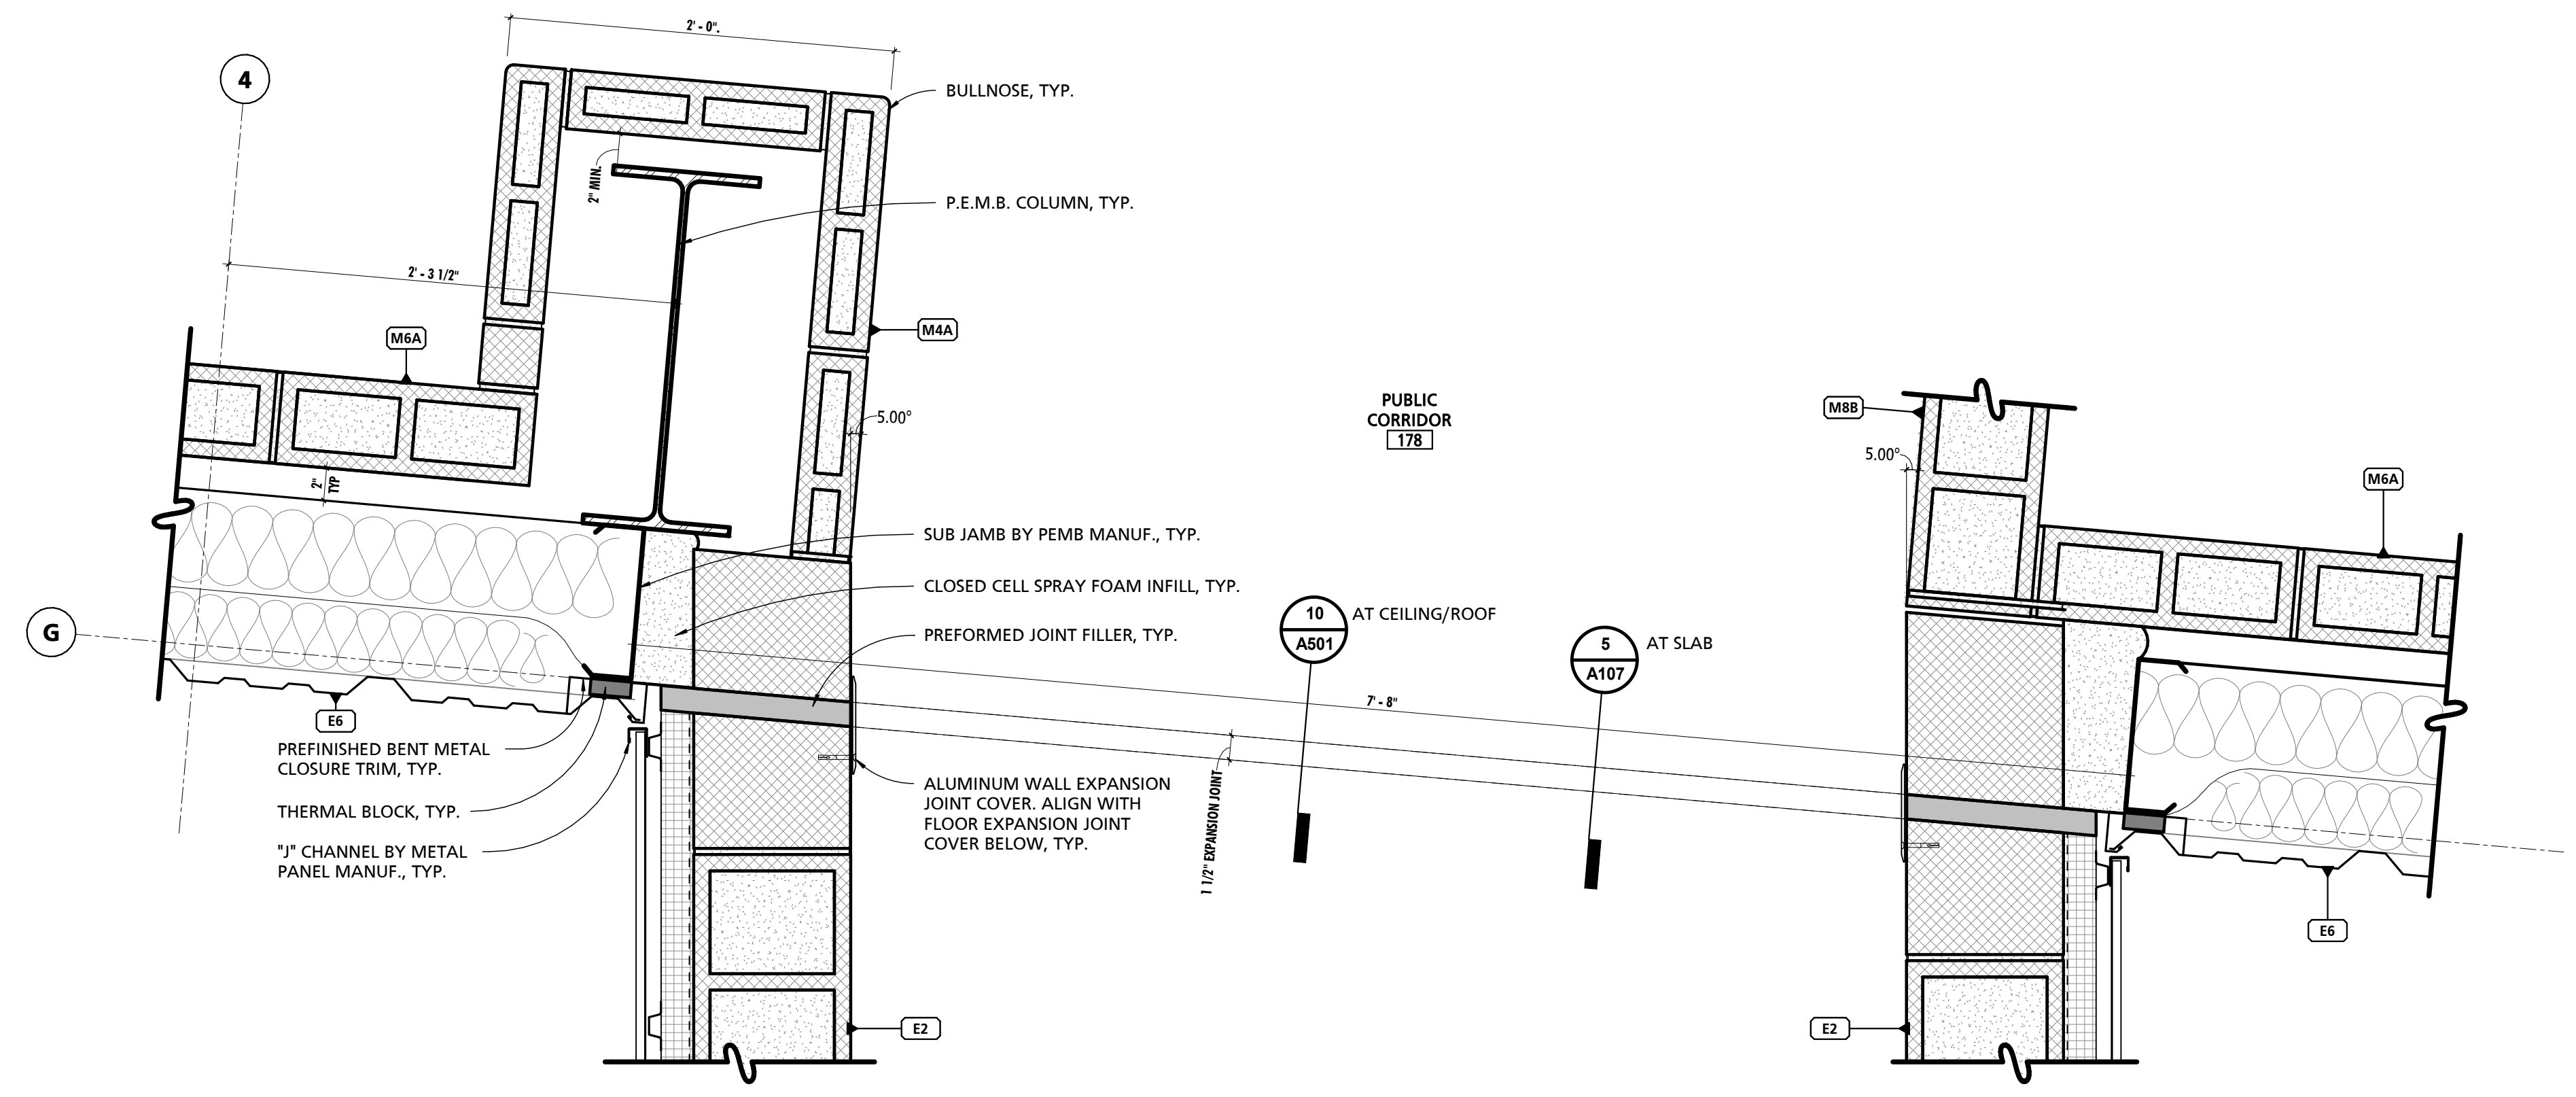 2' - 0".
4
BULLNOSE, TYP.
2" MIN.
P.E.M.B. COLUMN, TYP.
2' - 3 1/2"
M6A
M4A
5.00°
PUBLIC
CORRIDOR
178
M8B
5.00°
M6A
2"
TYP
SUB JAMB BY PEMB MANUF., TYP.
CLOSED CELL SPRAY FOAM INFILL, TYP.
PREFORMED JOINT FILLER, TYP.
G
10
A501
AT CEILING/ROOF
5
A107
AT SLAB
7' - 8"
E6
PREFINISHED BENT METAL
CLOSURE TRIM, TYP.
THERMAL BLOCK, TYP.
"J" CHANNEL BY METAL
PANEL MANUF., TYP.
ALUMINUM WALL EXPANSION
JOINT COVER. ALIGN WITH
FLOOR EXPANSION JOINT
COVER BELOW, TYP.
1 1/2" EXPANSION JOINT
E6
E2
E2